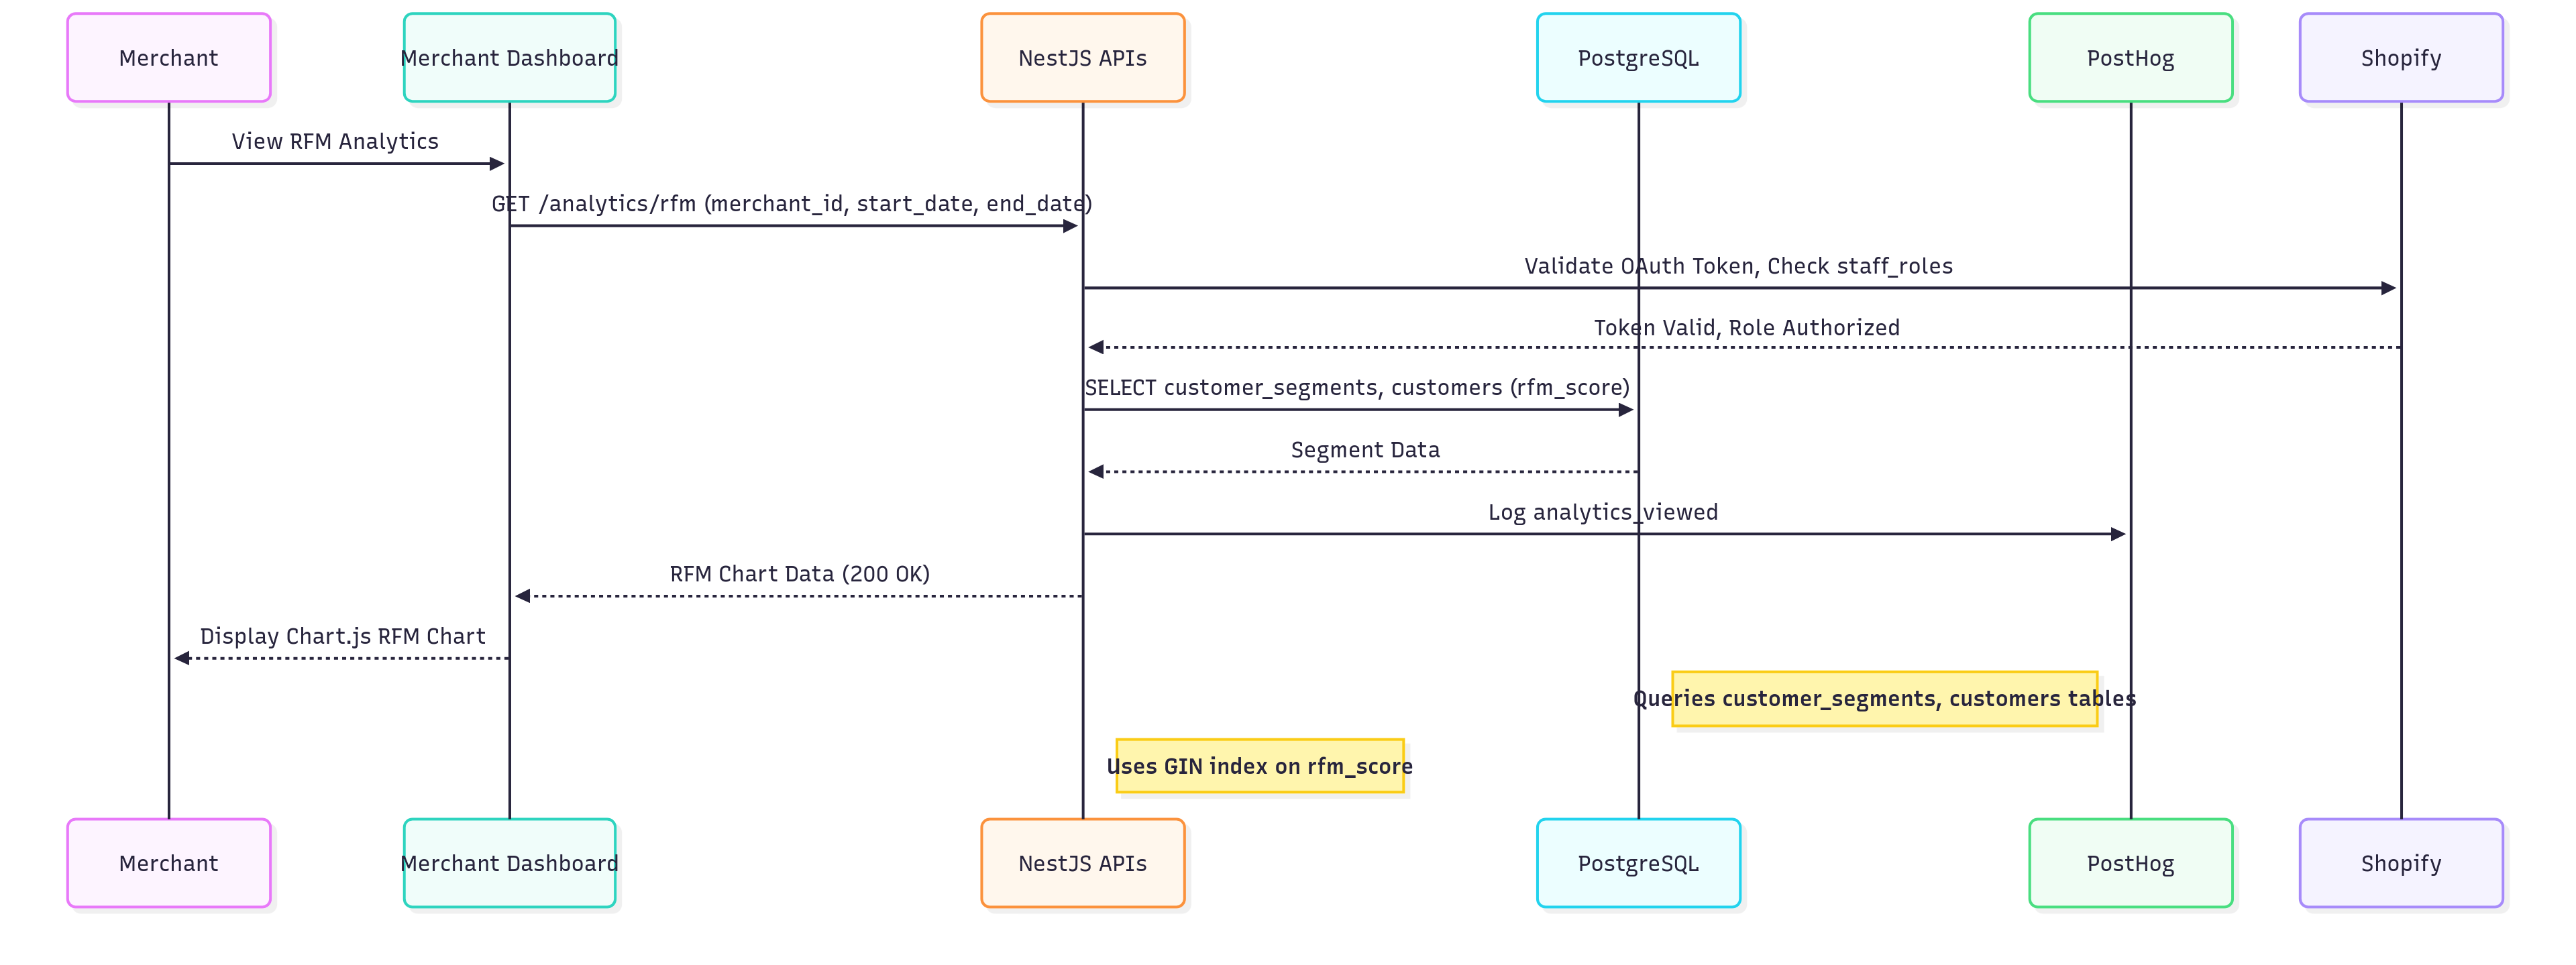 Merchant
Merchant Dashboard
NestJS APIs
PostgreSQL
PostHog
Shopify
View RFM Analytics
GET /analytics/rfm (merchant_id, start_date, end_date)
Validate OAuth Token, Check staff_roles
Token Valid, Role Authorized
SELECT customer_segments, customers (rfm_score)
Segment Data
Log analytics_viewed
RFM Chart Data (200 OK)
Display Chart.js RFM Chart
Queries customer_segments, customers tables
Uses GIN index on rfm_score
Merchant
Merchant Dashboard
NestJS APIs
PostgreSQL
PostHog
Shopify